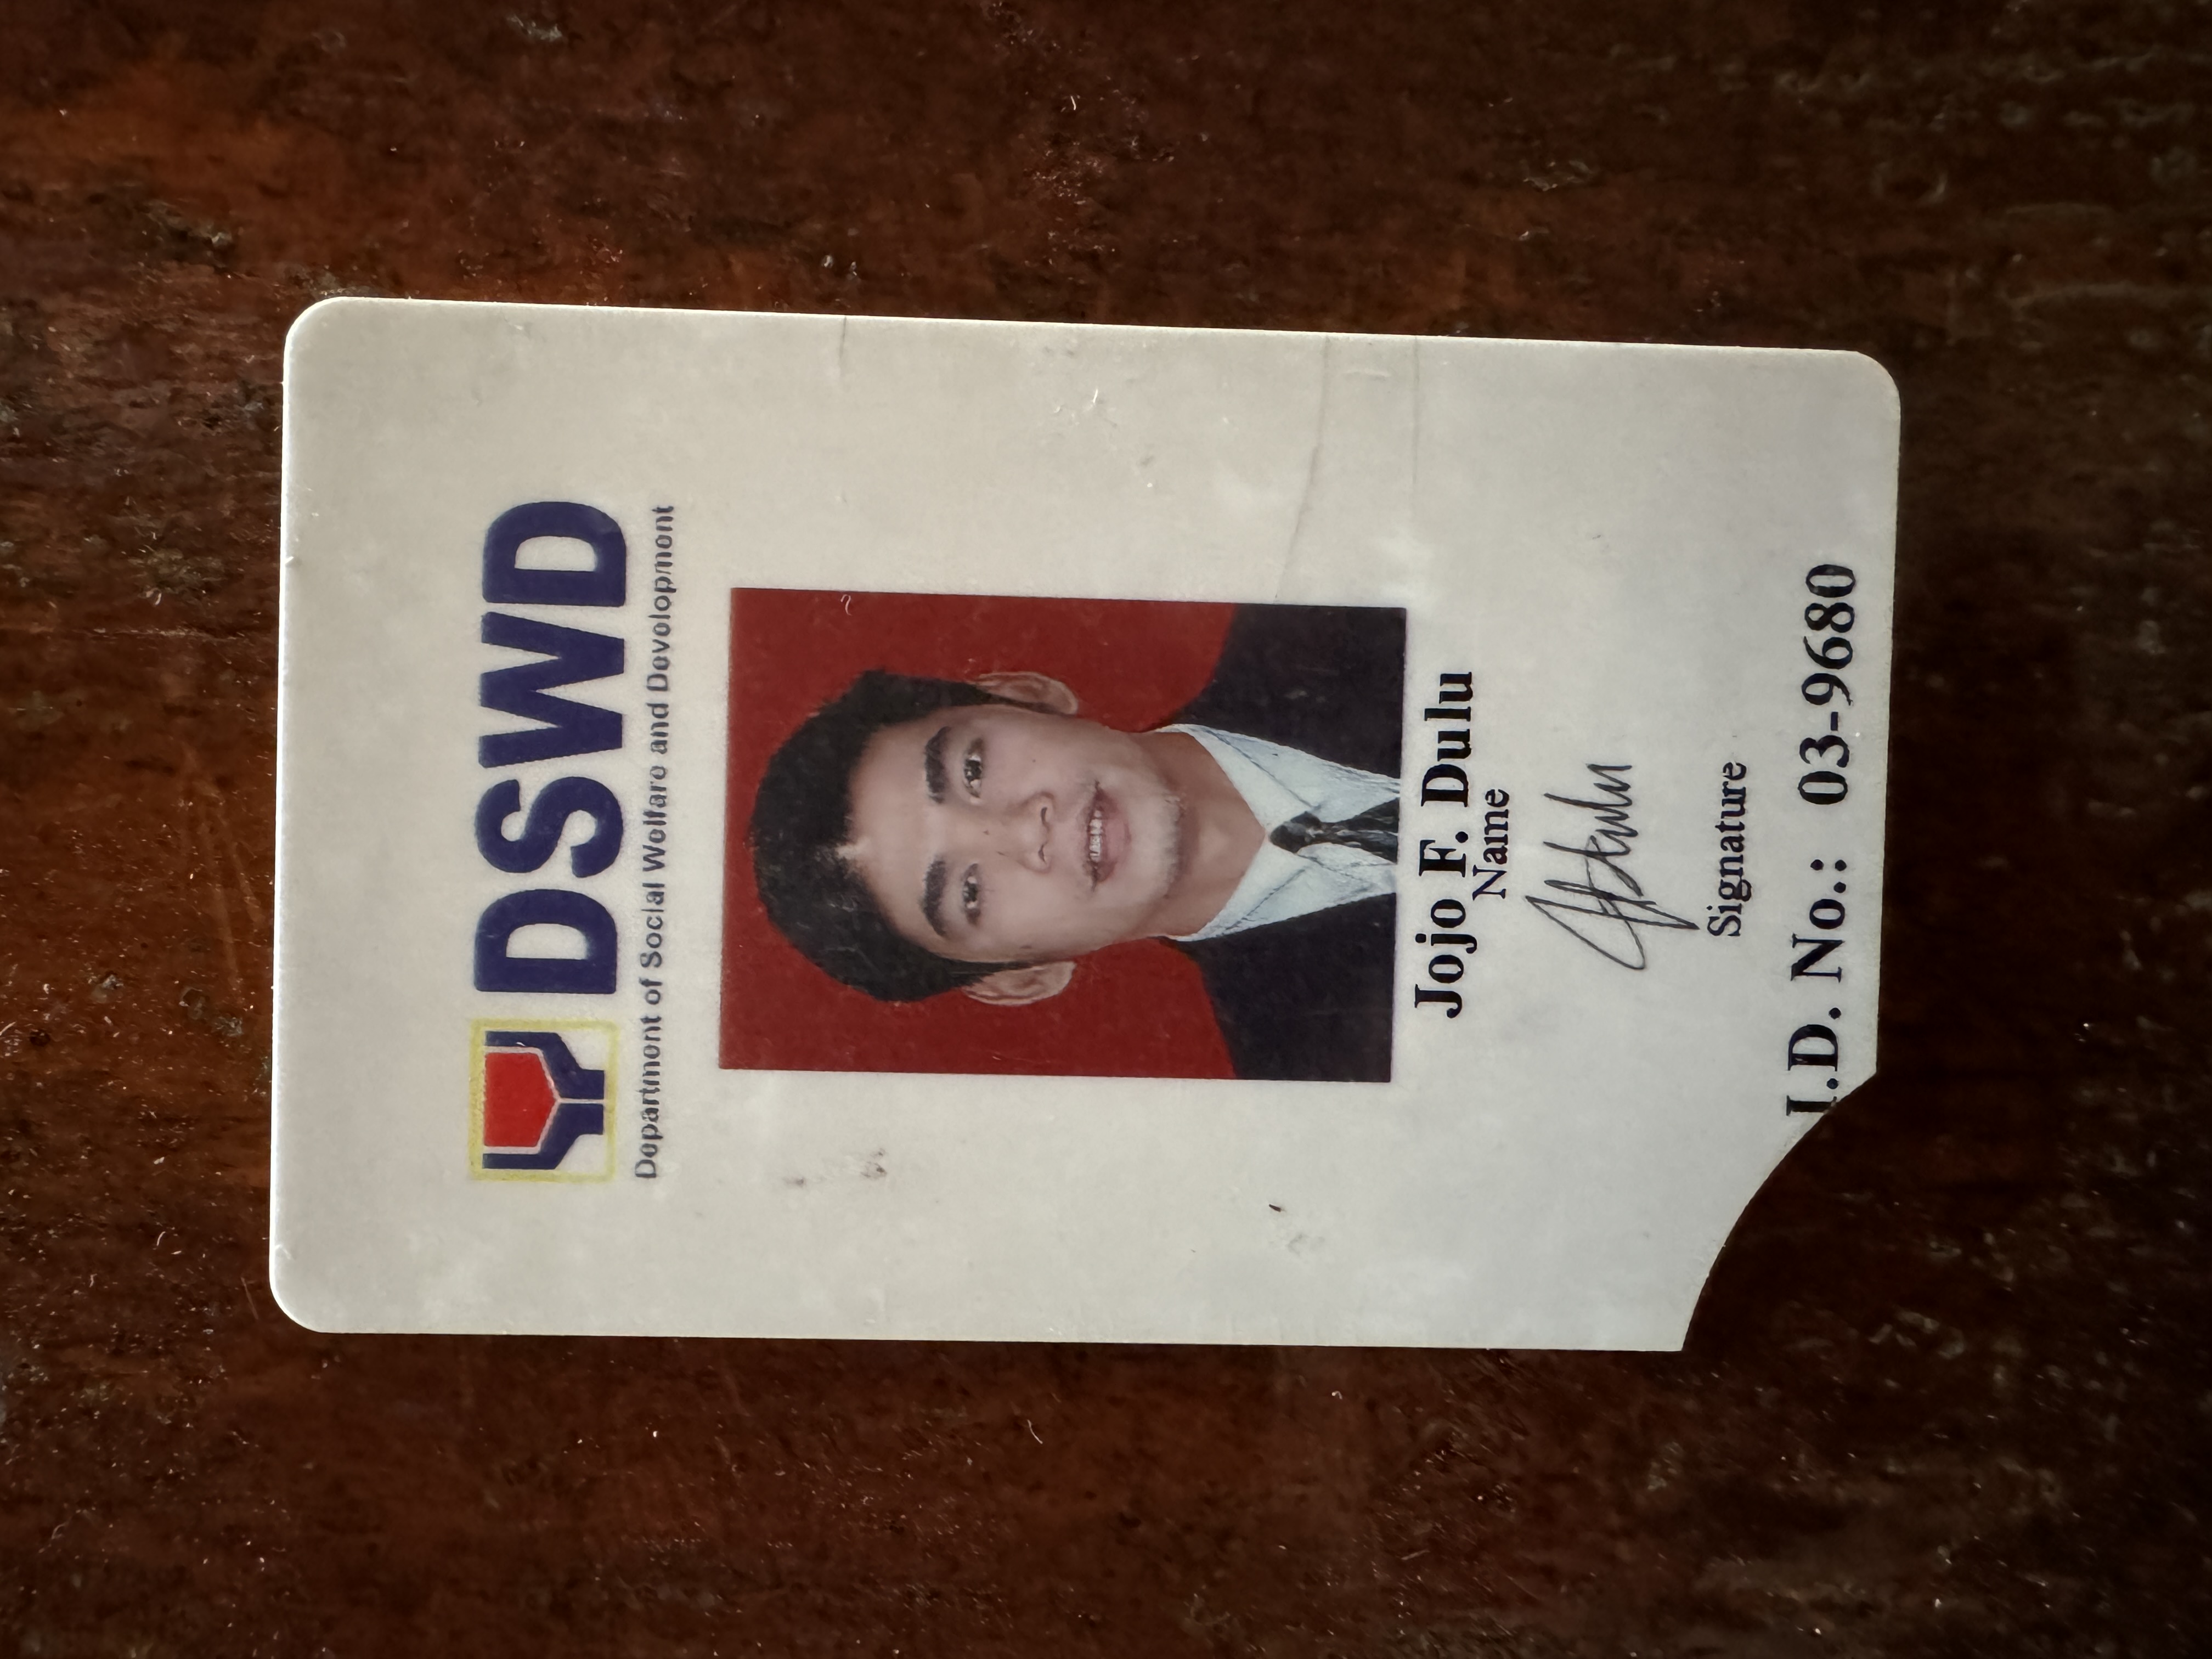 DSWD
Department of Social Welfare and Development
Jojo F. Dulu
Name
JFDulu
Signature
I.D. No.: 03-9680